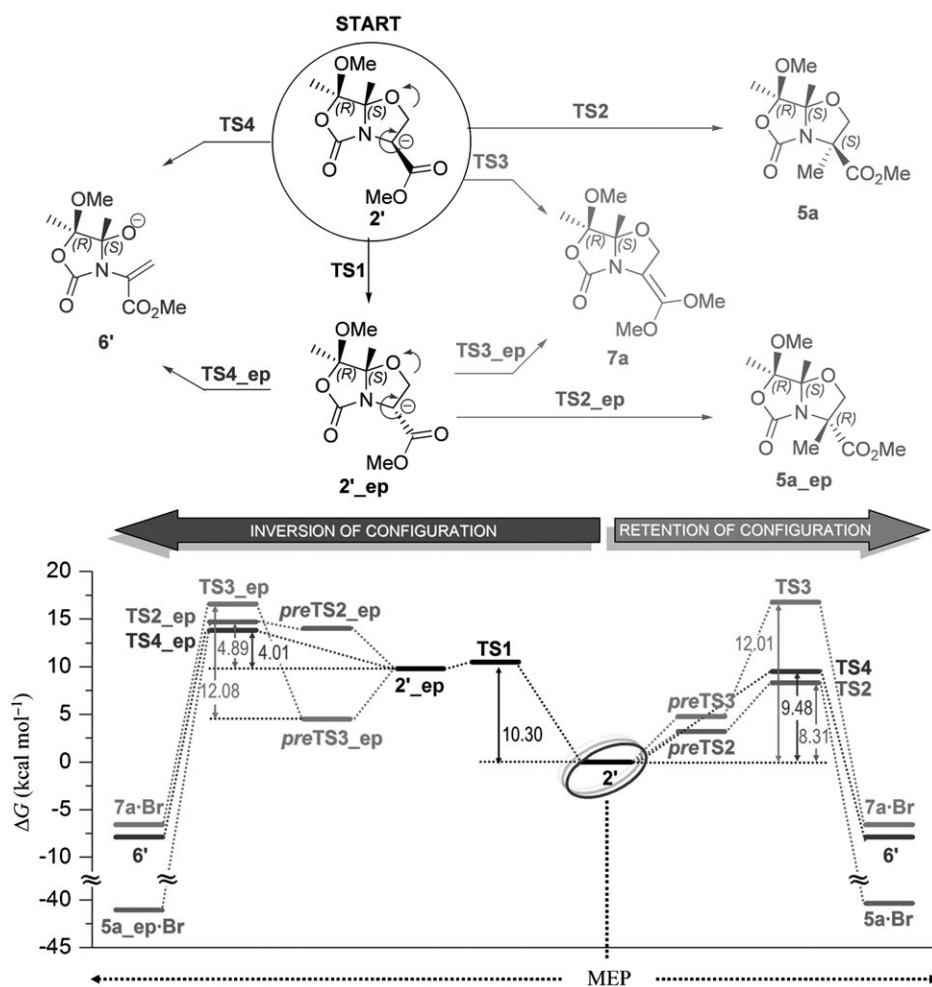 START
OMe
(R)
(S)
O
O
N
O
MeO
O
2'
TS4
TS2
TS3
TS1
OMe
(R)
(S)
O
N
O
(S)
Me
CO2Me
5a
OMe
(R)
(S)
O⊖
O
N
O
CO2Me
6'
OMe
(R)
(S)
O
O
N
O
OMe
MeO
7a
TS4_ep
OMe
(R)
(S)
O
O
N
O
O
MeO
2'_ep
TS3_ep
TS2_ep
OMe
(R)
(S)
O
O
N
O
(R)
Me
CO2Me
5a_ep
INVERSION OF CONFIGURATION
RETENTION OF CONFIGURATION
ΔG (kcal mol−1)
20
15
10
5
0
-5
-10
-40
-45
TS3_ep
TS2_ep
TS4_ep
preTS2_ep
4.89
4.01
12.08
2'_ep
preTS3_ep
TS1
10.30
2'
preTS3
preTS2
TS3
12.01
TS4
TS2
9.48
8.31
7a·Br
6'
5a_ep·Br
7a·Br
6'
5a·Br
MEP